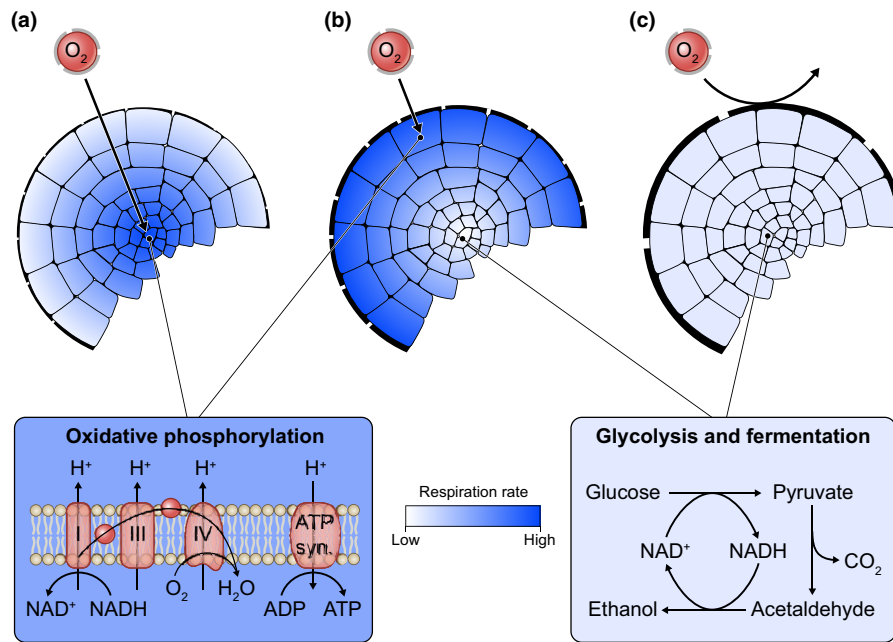 (a)
(b)
(c)
O₂
O₂
O₂
Oxidative phosphorylation
H⁺
H⁺
H⁺
H⁺
I
III
IV
ATP
syn.
NAD⁺
NADH
O₂
H₂O
ADP
ATP
Respiration rate
Low
High
Glycolysis and fermentation
Glucose
Pyruvate
NAD⁺
NADH
CO₂
Ethanol
Acetaldehyde